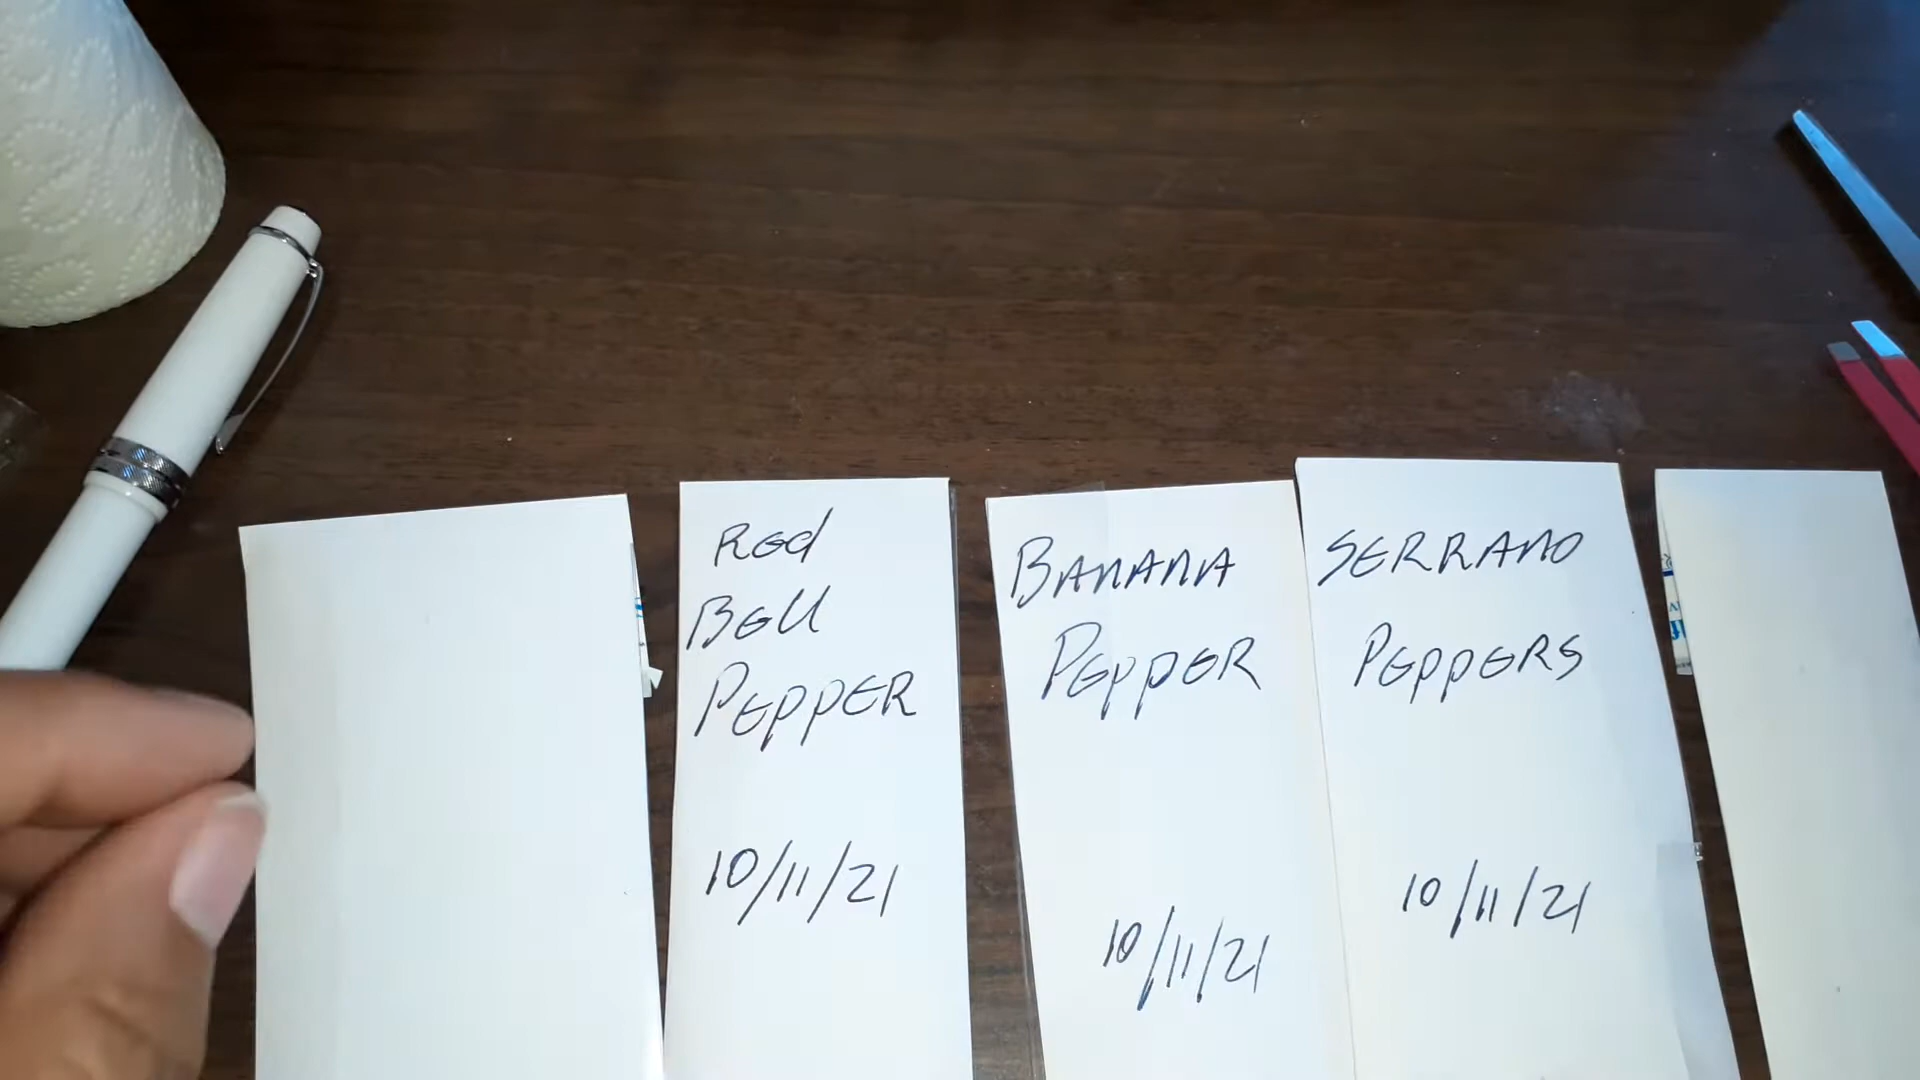 Red
Bell
PEPPER
10/11/21
BANANA
PEPPER
10/11/21
SERRANO
PEPPERS
10/11/21